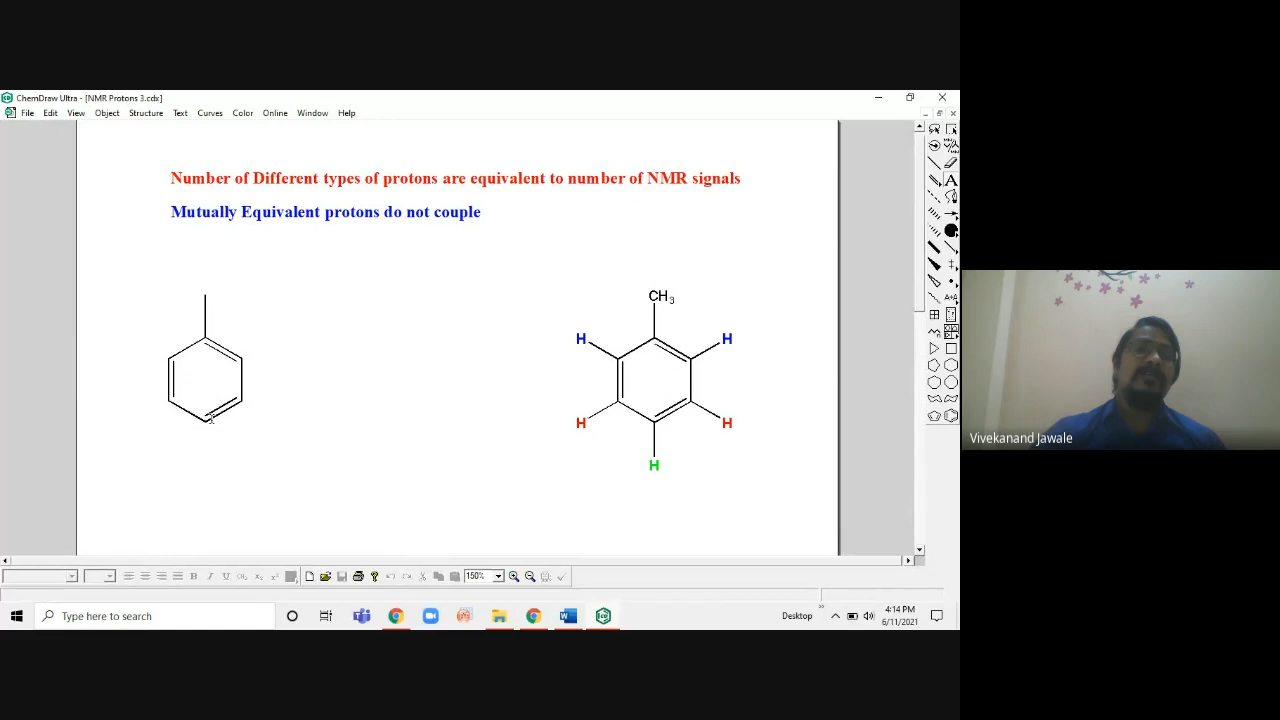 ChemDraw Ultra - [NMR Protons 3.cdx]
File Edit View Object Structure Text Curves Color Online Window Help
Number of Different types of protons are equivalent to number of NMR signals
Mutually Equivalent protons do not couple
CH3
H H
H H
H
Vivekanand Jawale
150%
Type here to search
Desktop
4:14 PM
6/11/2021